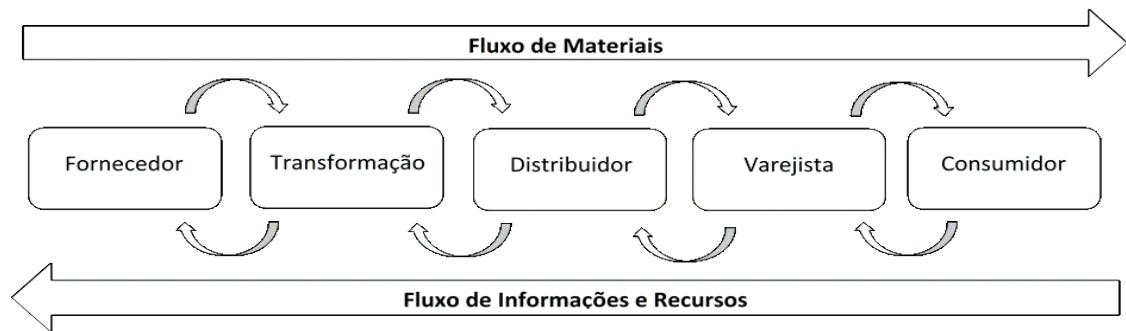 Fluxo de Materiais
Fornecedor
Transformação
Distribuidor
Varejista
Consumidor
Fluxo de Informações e Recursos